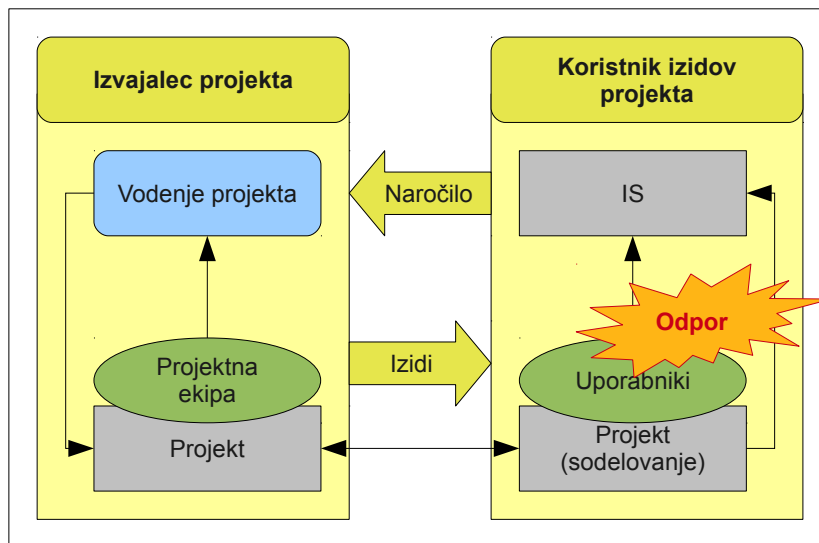 Izvajalec projekta
Koristnik izidov
projekta
Vodenje projekta
Naročilo
IS
Odpor
Projektna
ekipa
Izidi
Uporabniki
Projekt
Projekt
(sodelovanje)